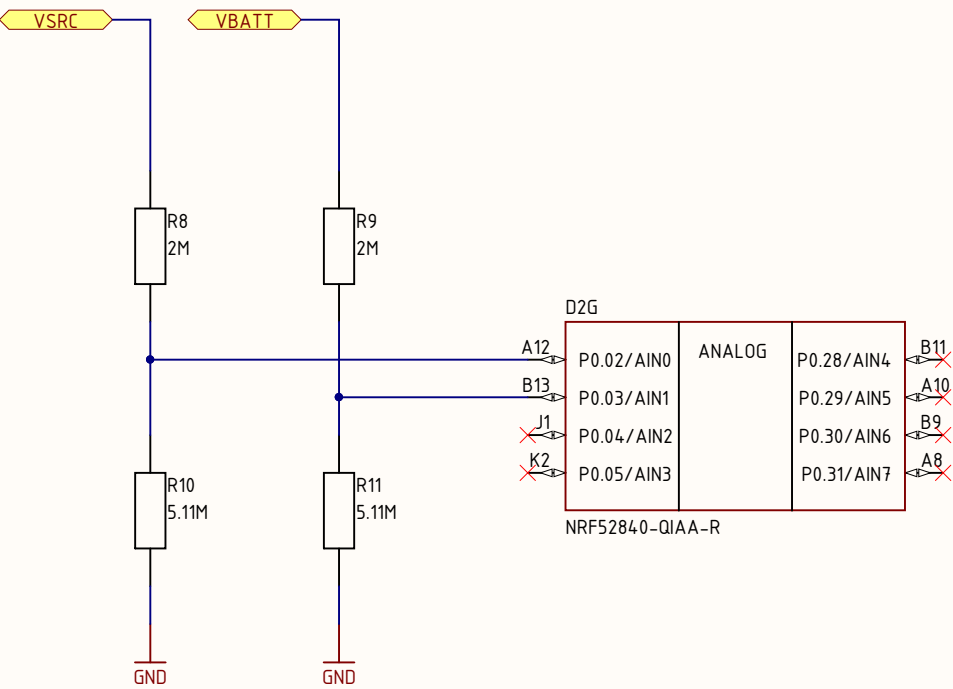 VSRC
VBATT
R8
2M
R9
2M
D2G
A12
P0.02/AIN0
ANALOG
P0.28/AIN4
B11
B13
P0.03/AIN1
P0.29/AIN5
A10
J1
P0.04/AIN2
P0.30/AIN6
B9
K2
P0.05/AIN3
P0.31/AIN7
A8
R10
5.11M
R11
5.11M
NRF52840-QIAA-R
GND
GND